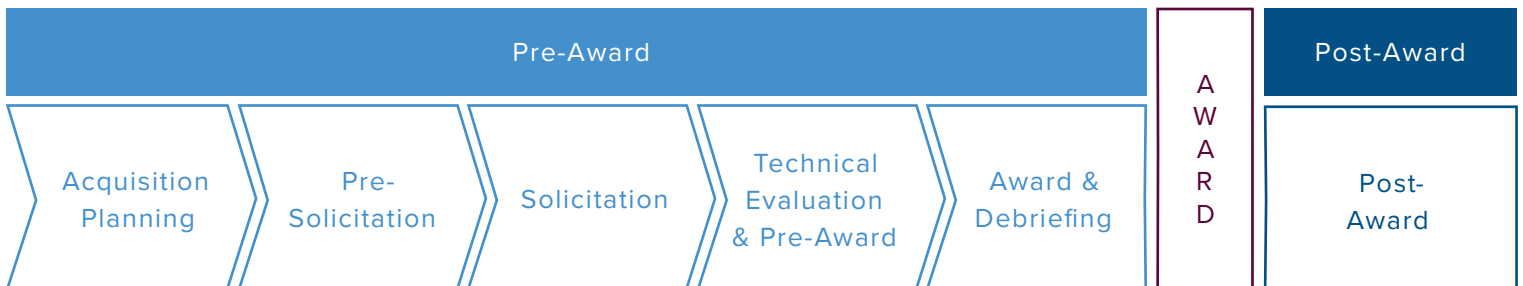 Pre-Award
Acquisition
Planning
Pre-
Solicitation
Solicitation
Technical
Evaluation
& Pre-Award
Award &
Debriefing
A
W
A
R
D
Post-Award
Post-
Award